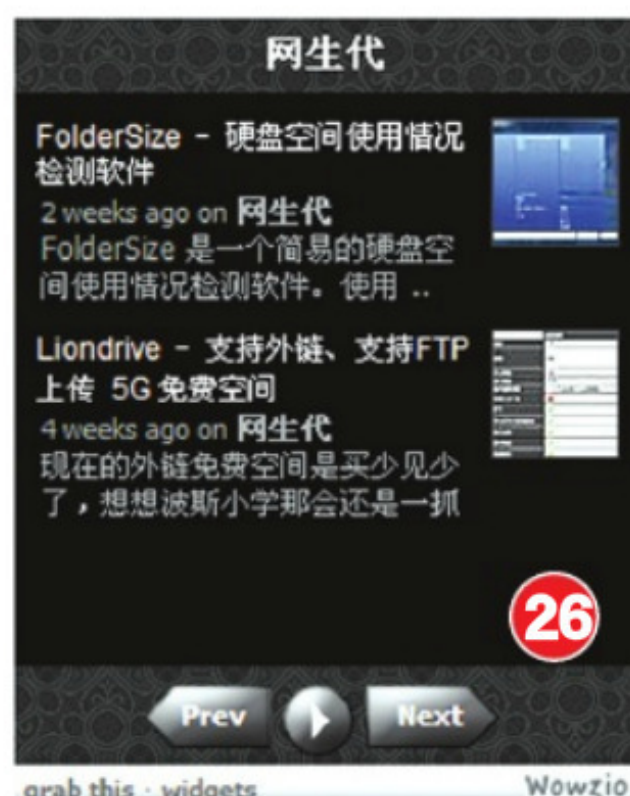 网生代
FolderSize - 硬盘空间使用情况
检测软件
2 weeks ago on 网生代
FolderSize 是一个简易的硬盘空
间使用情况检测软件。使用 ..
Liondrive - 支持外链、支持FTP
上传 5G 免费空间
4 weeks ago on 网生代
现在的外链免费空间是买少见少
了，想想波斯小学那会还是一抓
26
Prev Next
grab this · widgets Wowzio